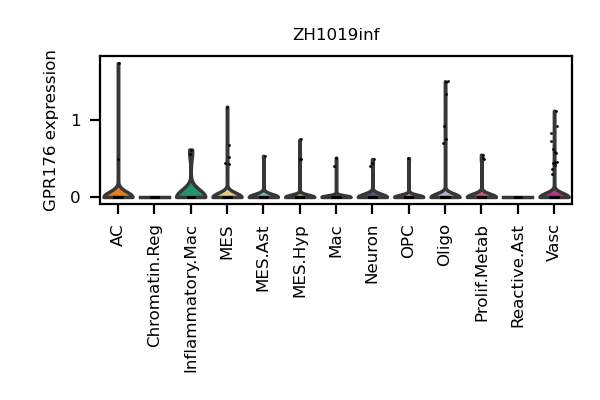 ZH1019inf
GPR176 expression
1
0
AC
Chromatin.Reg
Inflammatory.Mac
MES
MES.Ast
MES.Hyp
Mac
Neuron
OPC
Oligo
Prolif.Metab
Reactive.Ast
Vasc